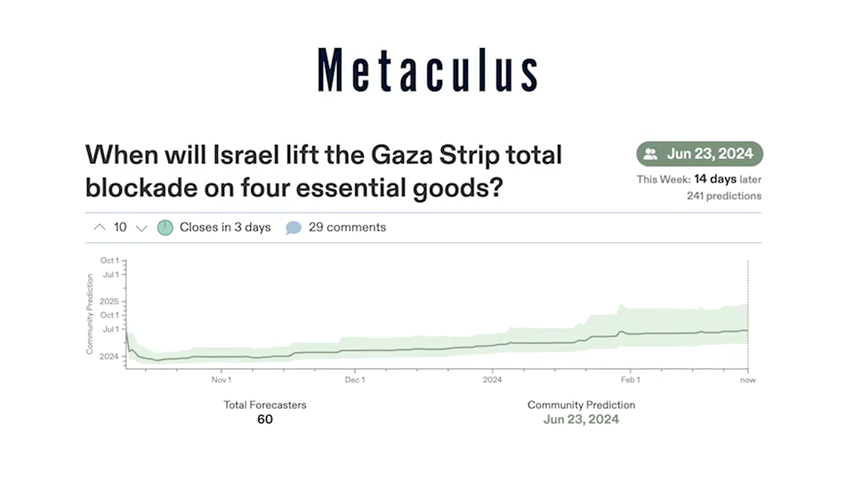 Metaculus
When will Israel lift the Gaza Strip total
blockade on four essential goods?
Jun 23, 2024
This Week: 14 days later
241 predictions
10
Closes in 3 days
29 comments
Community Prediction
Oct 1
Jul 1
2025
Oct 1
Jul 1
2024
Nov 1
Dec 1
2024
Feb 1
now
Total Forecasters
60
Community Prediction
Jun 23, 2024